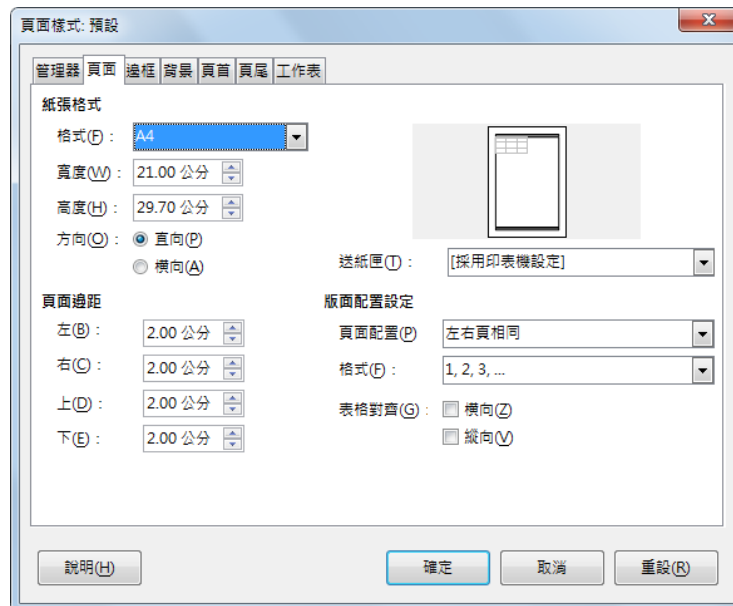 頁面樣式: 預設
管理器 頁面 邊框 背景 頁首 頁尾 工作表
紙張格式
格式(F)： A4
寬度(W)： 21.00 公分
高度(H)： 29.70 公分
方向(O)： 直向(P)
橫向(A)
送紙匣(T)： [採用印表機設定]
頁面邊距
左(B)： 2.00 公分
右(C)： 2.00 公分
上(D)： 2.00 公分
下(E)： 2.00 公分
版面配置設定
頁面配置(P) 左右頁相同
格式(F)： 1, 2, 3, ...
表格對齊(G)： 橫向(Z)
縱向(V)
說明(H) 確定 取消 重設(R)